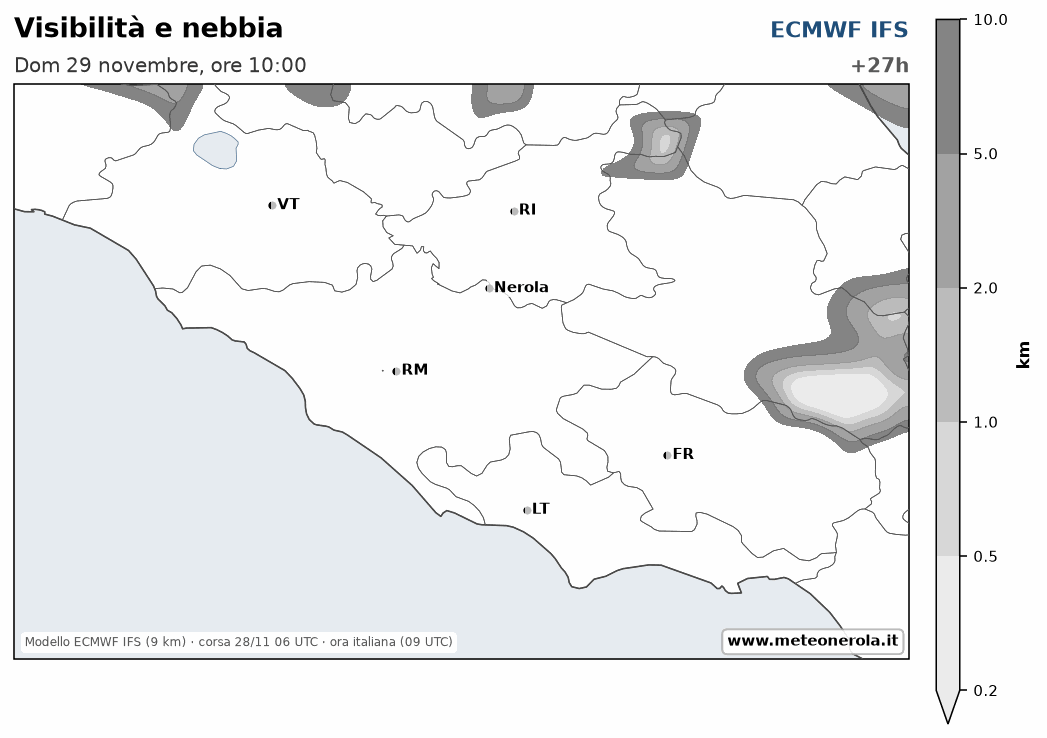 Visibilità e nebbia
ECMWF IFS
Dom 29 novembre, ore 10:00
+27h
VT
RI
Nerola
RM
FR
LT
10.0
5.0
2.0
1.0
0.5
0.2
km
Modello ECMWF IFS (9 km) · corsa 28/11 06 UTC · ora italiana (09 UTC)
www.meteonerola.it